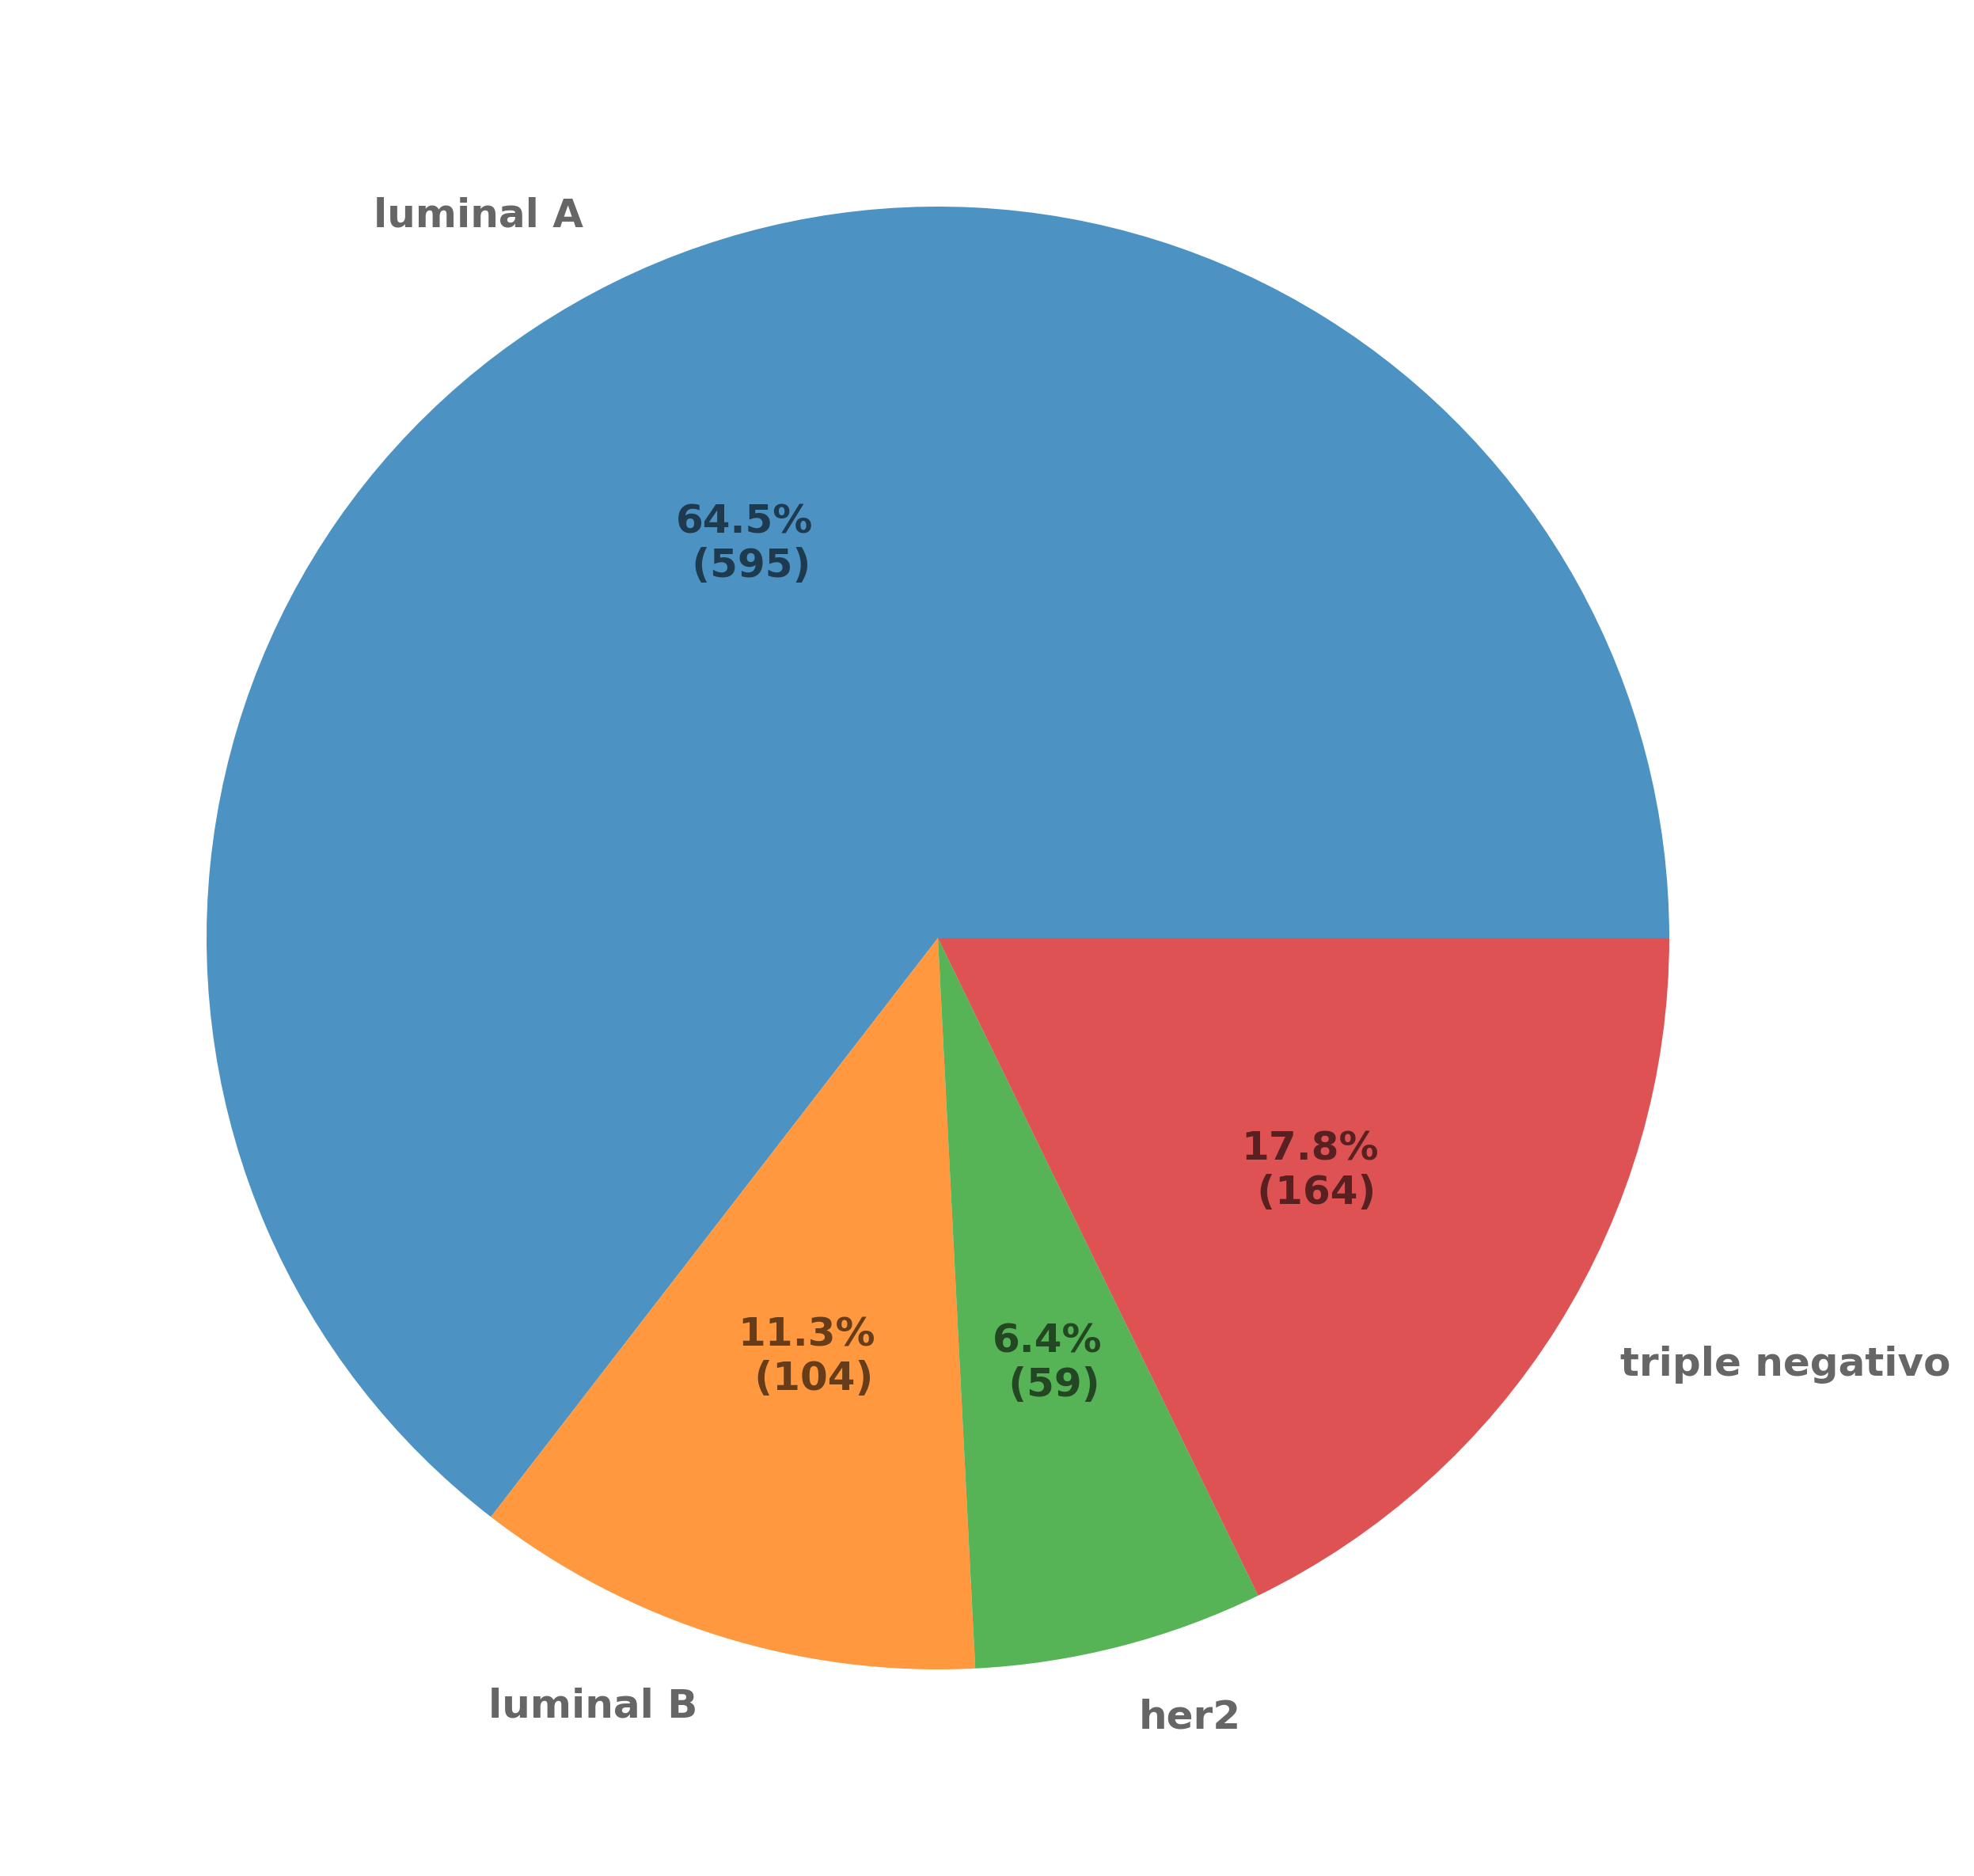 luminal A
64.5%
(595)
17.8%
(164)
11.3%
(104)
6.4%
(59)
triple negativo
luminal B
her2